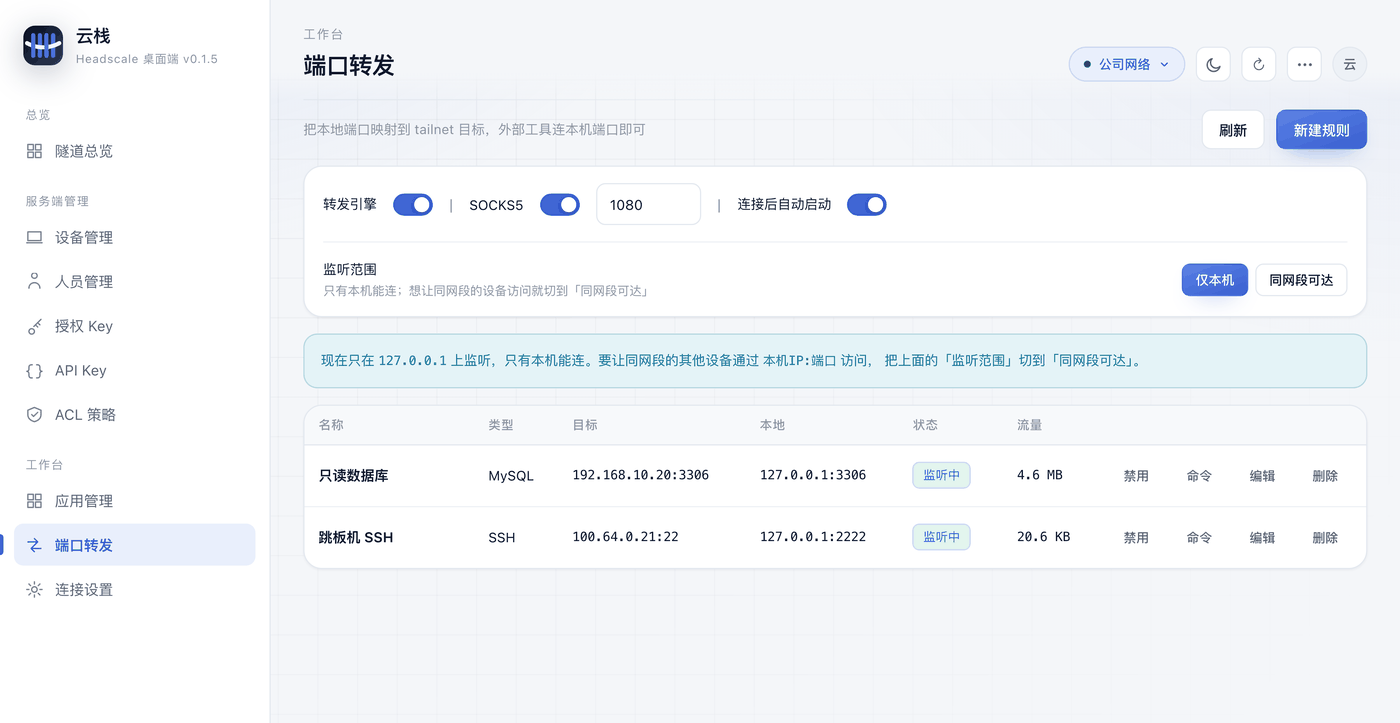 云栈
Headscale 桌面端 v0.1.5
总览
隧道总览
服务端管理
设备管理
人员管理
授权 Key
API Key
ACL 策略
工作台
应用管理
端口转发
连接设置
工作台
端口转发
公司网络
云
把本地端口映射到 tailnet 目标，外部工具连本机端口即可
刷新
新建规则
转发引擎 | SOCKS5 1080 | 连接后自动启动
监听范围
只有本机能连；想让同网段的设备访问就切到「同网段可达」
仅本机
同网段可达
现在只在 127.0.0.1 上监听，只有本机能连。要让同网段的其他设备通过 本机IP:端口 访问， 把上面的「监听范围」切到「同网段可达」。
名称 类型 目标 本地 状态 流量
只读数据库 MySQL 192.168.10.20:3306 127.0.0.1:3306 监听中 4.6 MB 禁用 命令 编辑 删除
跳板机 SSH SSH 100.64.0.21:22 127.0.0.1:2222 监听中 20.6 KB 禁用 命令 编辑 删除